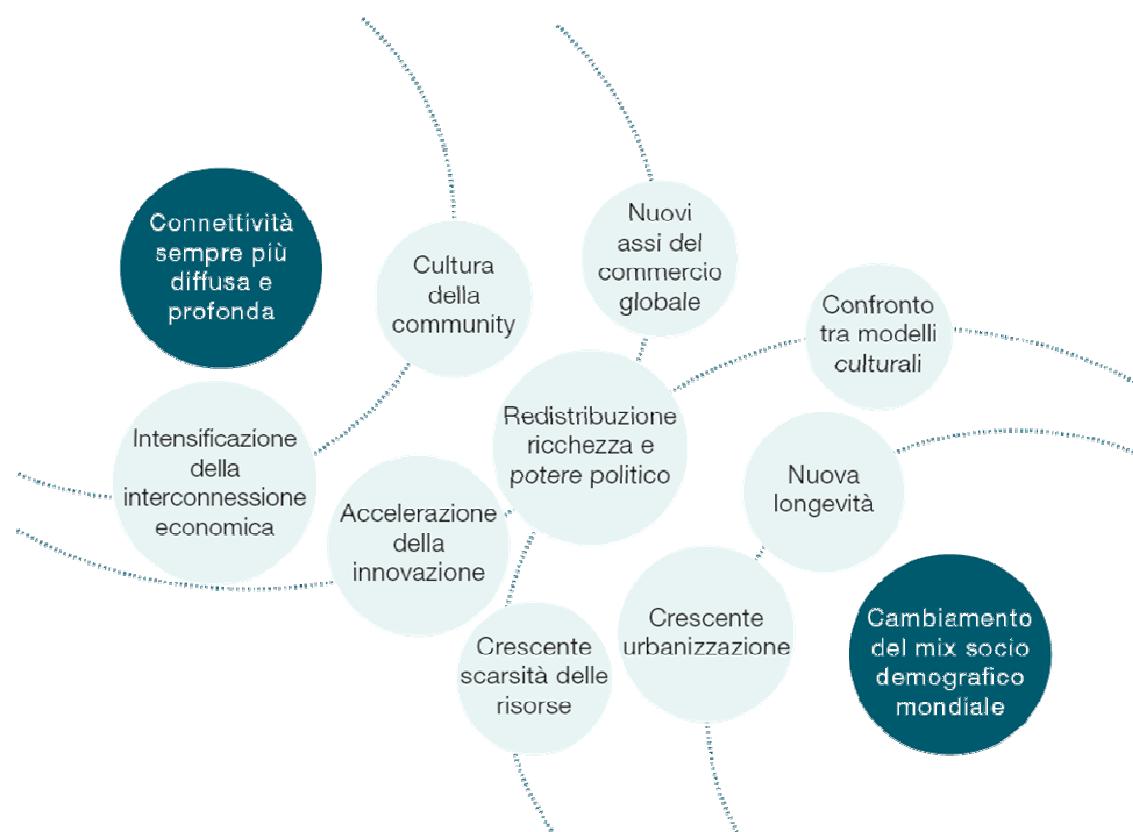 Connettività
sempre più
diffusa e
profonda
Cultura
della
community
Nuovi
assi del
commercio
globale
Confronto
tra modelli
culturali
Intensificazione
della
interconnessione
economica
Accelerazione
della
innovazione
Redistribuzione
ricchezza e
potere politico
Nuova
longevità
Crescente
scarsità delle
risorse
Crescente
urbanizzazione
Cambiamento
del mix socio
demografico
mondiale